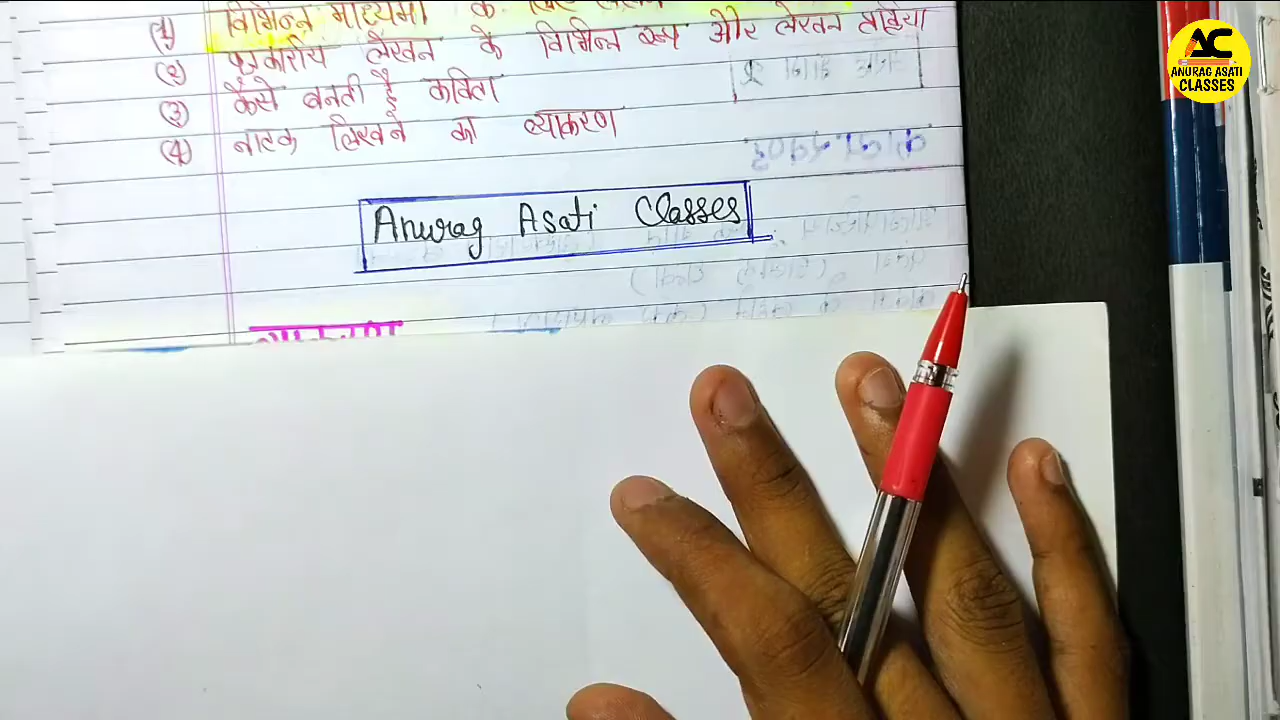 (1) विभिन्न माध्यमों के लिए लेखन
(2) पत्रकारीय लेखन के विभिन्न रूप और लेखन प्रक्रिया
(3) कैसे बनती है कविता
(4) नाटक लिखने का व्याकरण
Anurag Asati Classes
AC
ANURAG ASATI
CLASSES